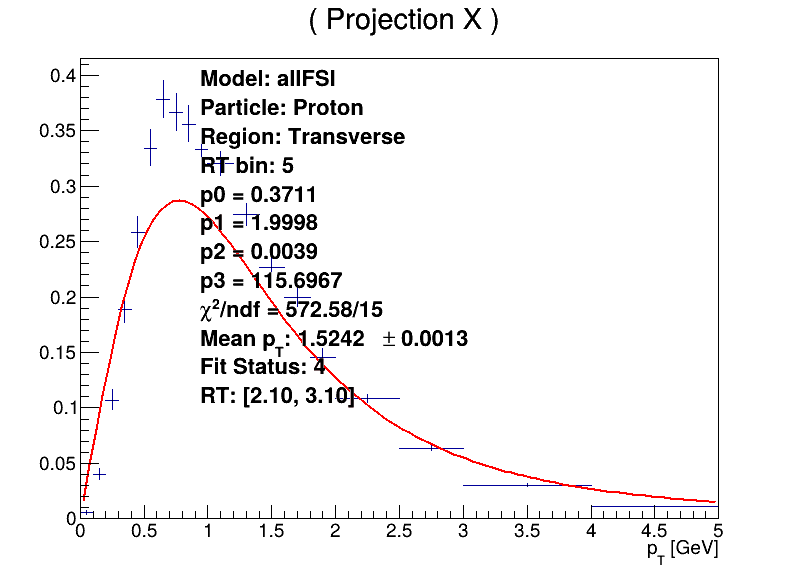 ( Projection X )
Model: allFSI
Particle: Proton
Region: Transverse
RT bin: 5
p0 = 0.3711
p1 = 1.9998
p2 = 0.0039
p3 = 115.6967
χ²/ndf = 572.58/15
Mean p_T: 1.5242 ± 0.0013
Fit Status: 4
RT: [2.10, 3.10]
0.4
0.35
0.3
0.25
0.2
0.15
0.1
0.05
0
0 0.5 1 1.5 2 2.5 3 3.5 4 4.5 5
p_T [GeV]